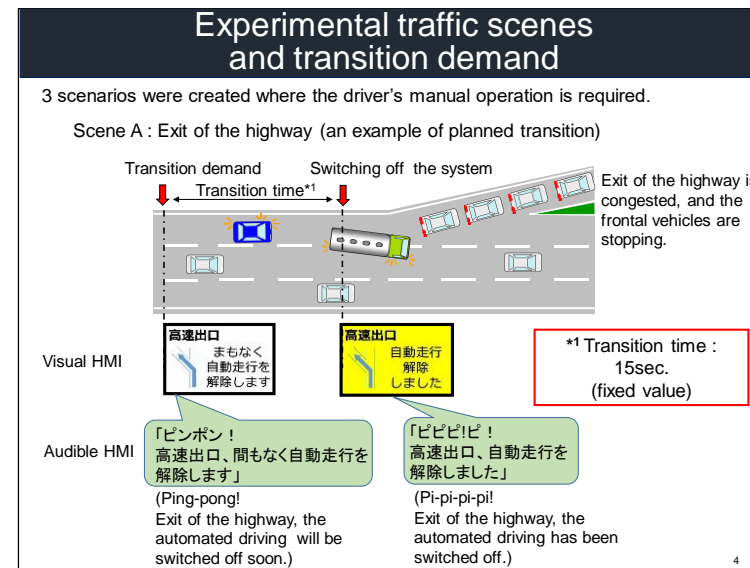 Experimental traffic scenes
and transition demand
3 scenarios were created where the driver's manual operation is required.
Scene A : Exit of the highway (an example of planned transition)
Transition demand
Switching off the system
Transition time*1
Exit of the highway is
congested, and the
frontal vehicles are
stopping.
Visual HMI
高速出口
まもなく
自動走行を
解除します
高速出口
自動走行
解除
しました
*1 Transition time :
15sec.
(fixed value)
Audible HMI
「ピンポン！
高速出口、間もなく自動走行を
解除します」
「ピピピ!ピ！
高速出口、自動走行を
解除しました」
(Ping-pong!
Exit of the highway, the
automated driving will be
switched off soon.)
(Pi-pi-pi-pi!
Exit of the highway, the
automated driving has been
switched off.)
4